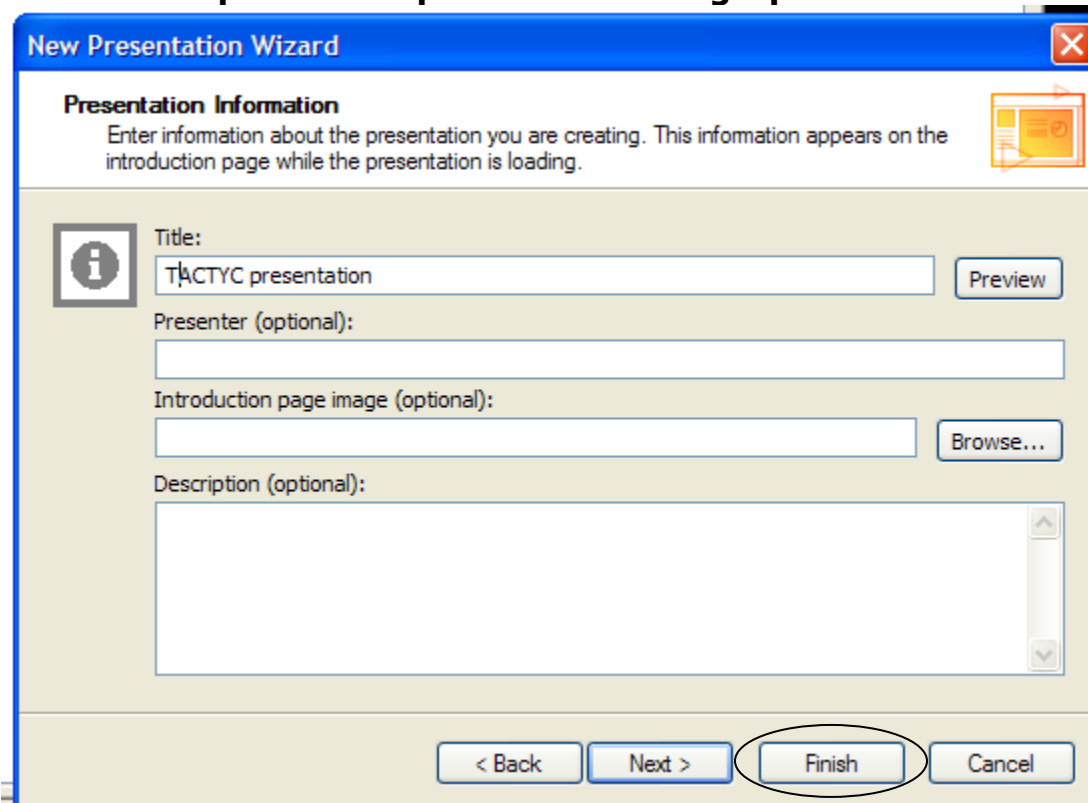 New Presentation Wizard
Presentation Information
Enter information about the presentation you are creating. This information appears on the
introduction page while the presentation is loading.
Title:
TACTYC presentation
Preview
Presenter (optional):
Introduction page image (optional):
Browse...
Description (optional):
< Back Next > Finish Cancel